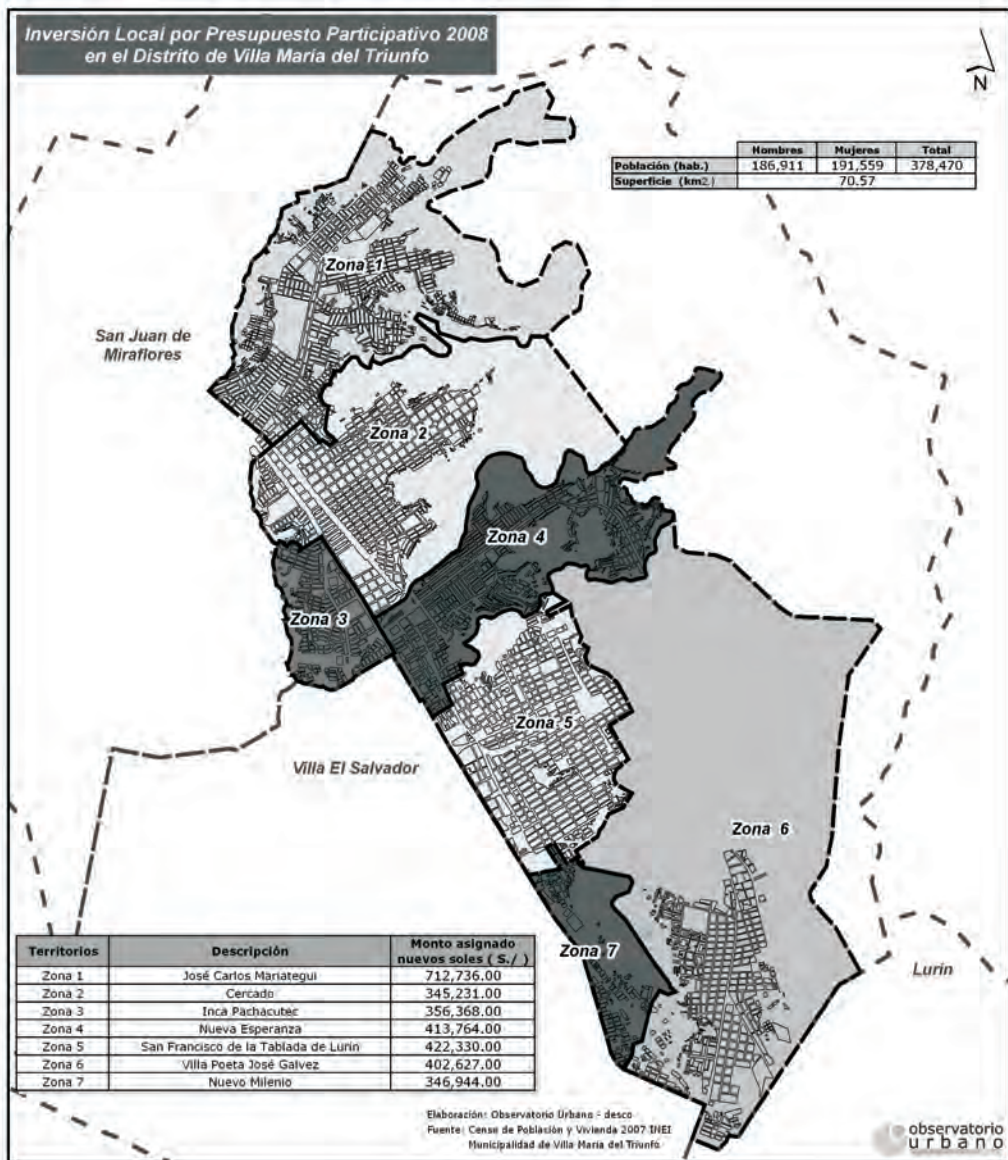 Inversión Local por Presupuesto Participativo 2008
en el Distrito de Villa María del Triunfo
N
Hombres Mujeres Total
Población (hab.) 186,911 191,559 378,470
Superficie (km2.) 70.57
Zona 1
San Juan de
Miraflores
Zona 2
Zona 4
Zona 3
Zona 5
Villa El Salvador
Zona 6
Zona 7
Lurín
Territorios Descripción Monto asignado
nuevos soles ( S./ )
Zona 1 José Carlos Mariategui 712,736.00
Zona 2 Cercado 345,231.00
Zona 3 Inca Pachacutec 356,368.00
Zona 4 Nueva Esperanza 413,764.00
Zona 5 San Francisco de la Tablada de Lurin 422,330.00
Zona 6 Villa Poeta José Galvez 402,627.00
Zona 7 Nuevo Milenio 346,944.00
Elaboración: Observatorio Urbano - desco
Fuente: Censo de Población y Vivienda 2007 INEI
Municipalidad de Villa María del Triunfo
observatorio
urbano